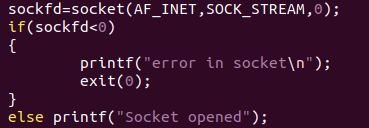 sockfd=socket(AF_INET,SOCK_STREAM,0);
if(sockfd<0)
{
        printf("error in socket\n");
        exit(0);
}
else printf("Socket opened");